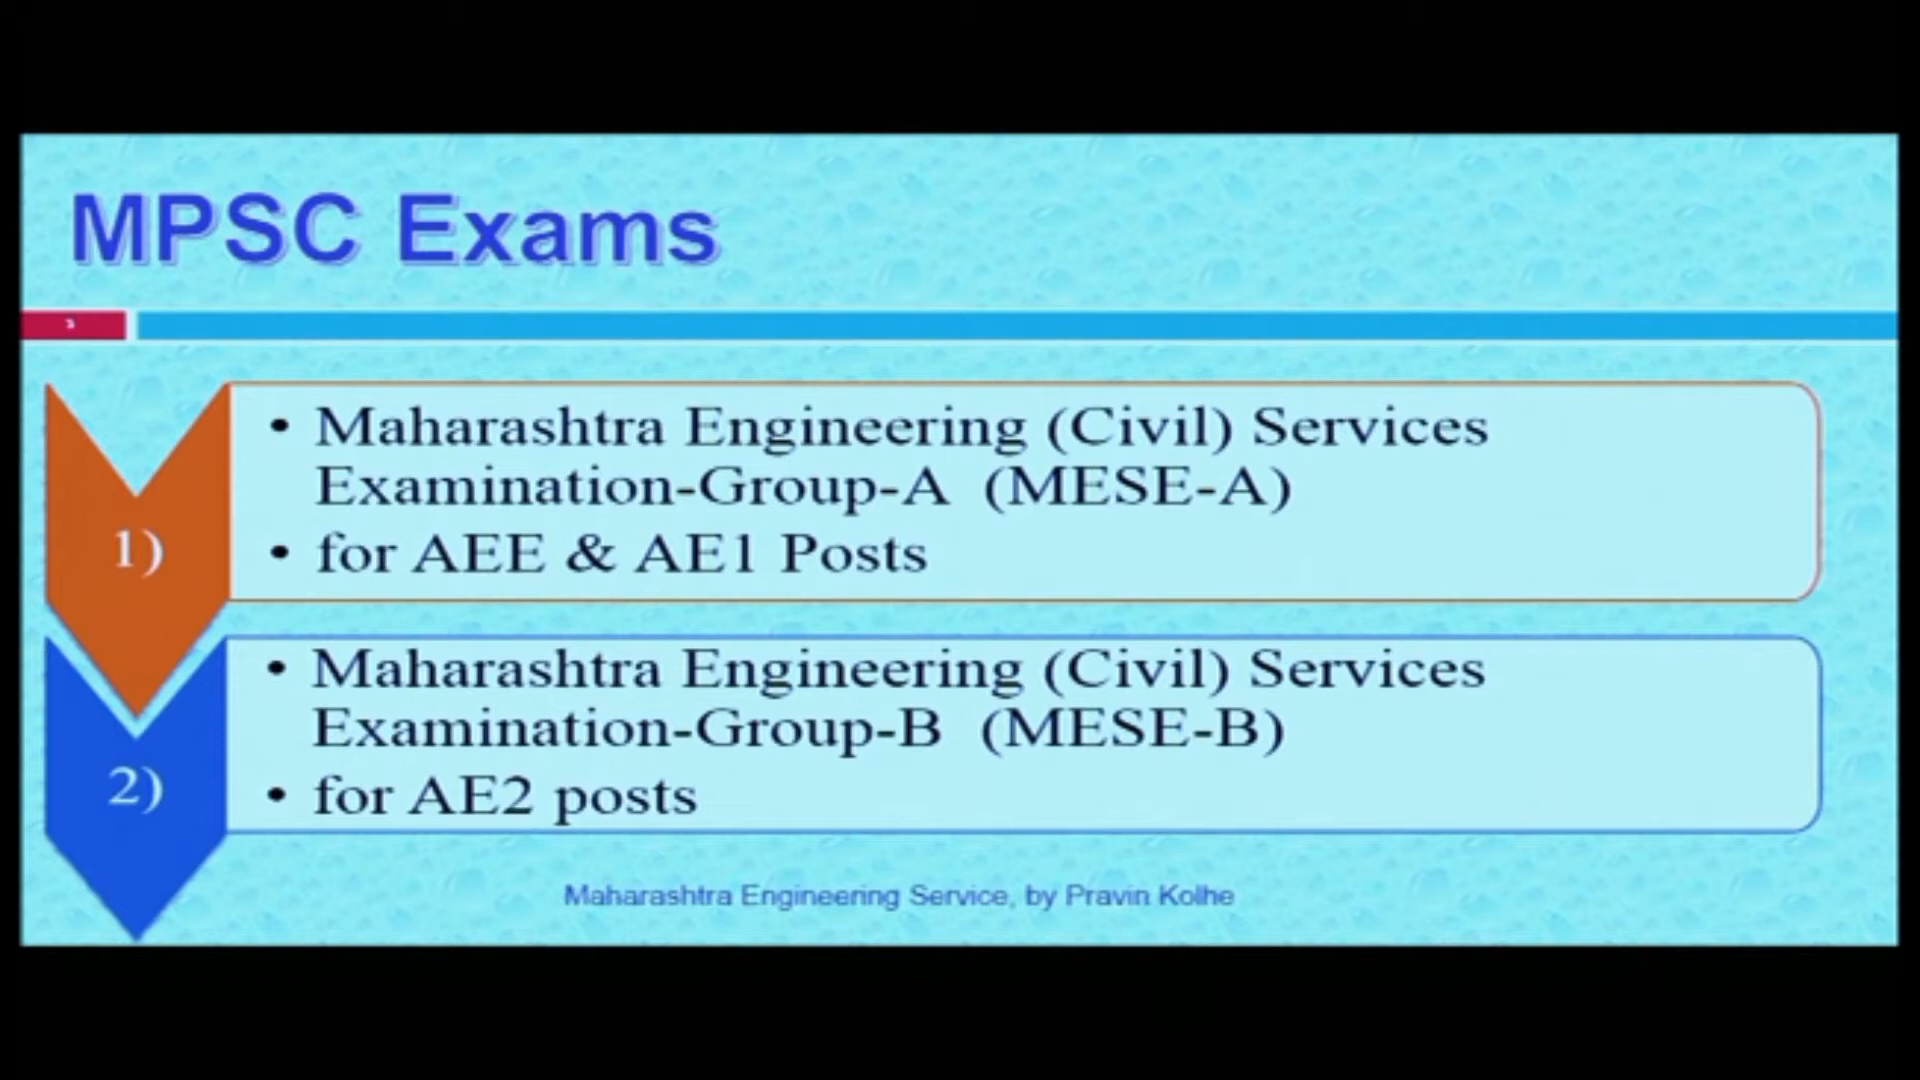 MPSC Exams
3
1)
• Maharashtra Engineering (Civil) Services
Examination-Group-A (MESE-A)
• for AEE & AE1 Posts
2)
• Maharashtra Engineering (Civil) Services
Examination-Group-B (MESE-B)
• for AE2 posts
Maharashtra Engineering Service, by Pravin Kolhe